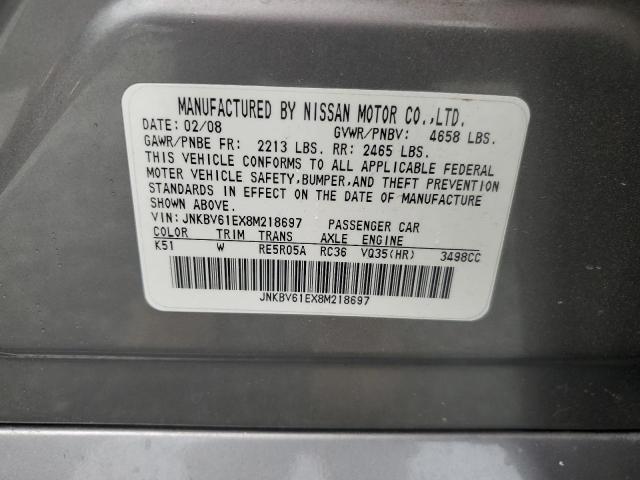 MANUFACTURED BY NISSAN MOTOR CO.,LTD.
DATE: 02/08 GVWR/PNBV: 4658 LBS.
GAWR/PNBE FR: 2213 LBS. RR: 2465 LBS.
THIS VEHICLE CONFORMS TO ALL APPLICABLE FEDERAL
MOTOR VEHICLE SAFETY,BUMPER,AND THEFT PREVENTION
STANDARDS IN EFFECT ON THE DATE OF MANUFACTURE
SHOWN ABOVE.
VIN: JNKBV61EX8M218697 PASSENGER CAR
COLOR TRIM TRANS AXLE ENGINE
K51 W RE5R05A RC36 VQ35(HR) 3498CC
JNKBV61EX8M218697